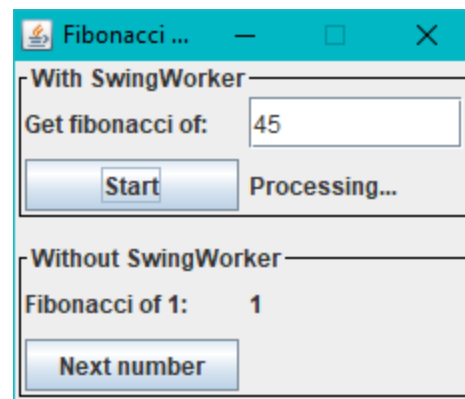 Fibonacci ...
With SwingWorker
Get fibonacci of: 45
Start Processing...
Without SwingWorker
Fibonacci of 1: 1
Next number